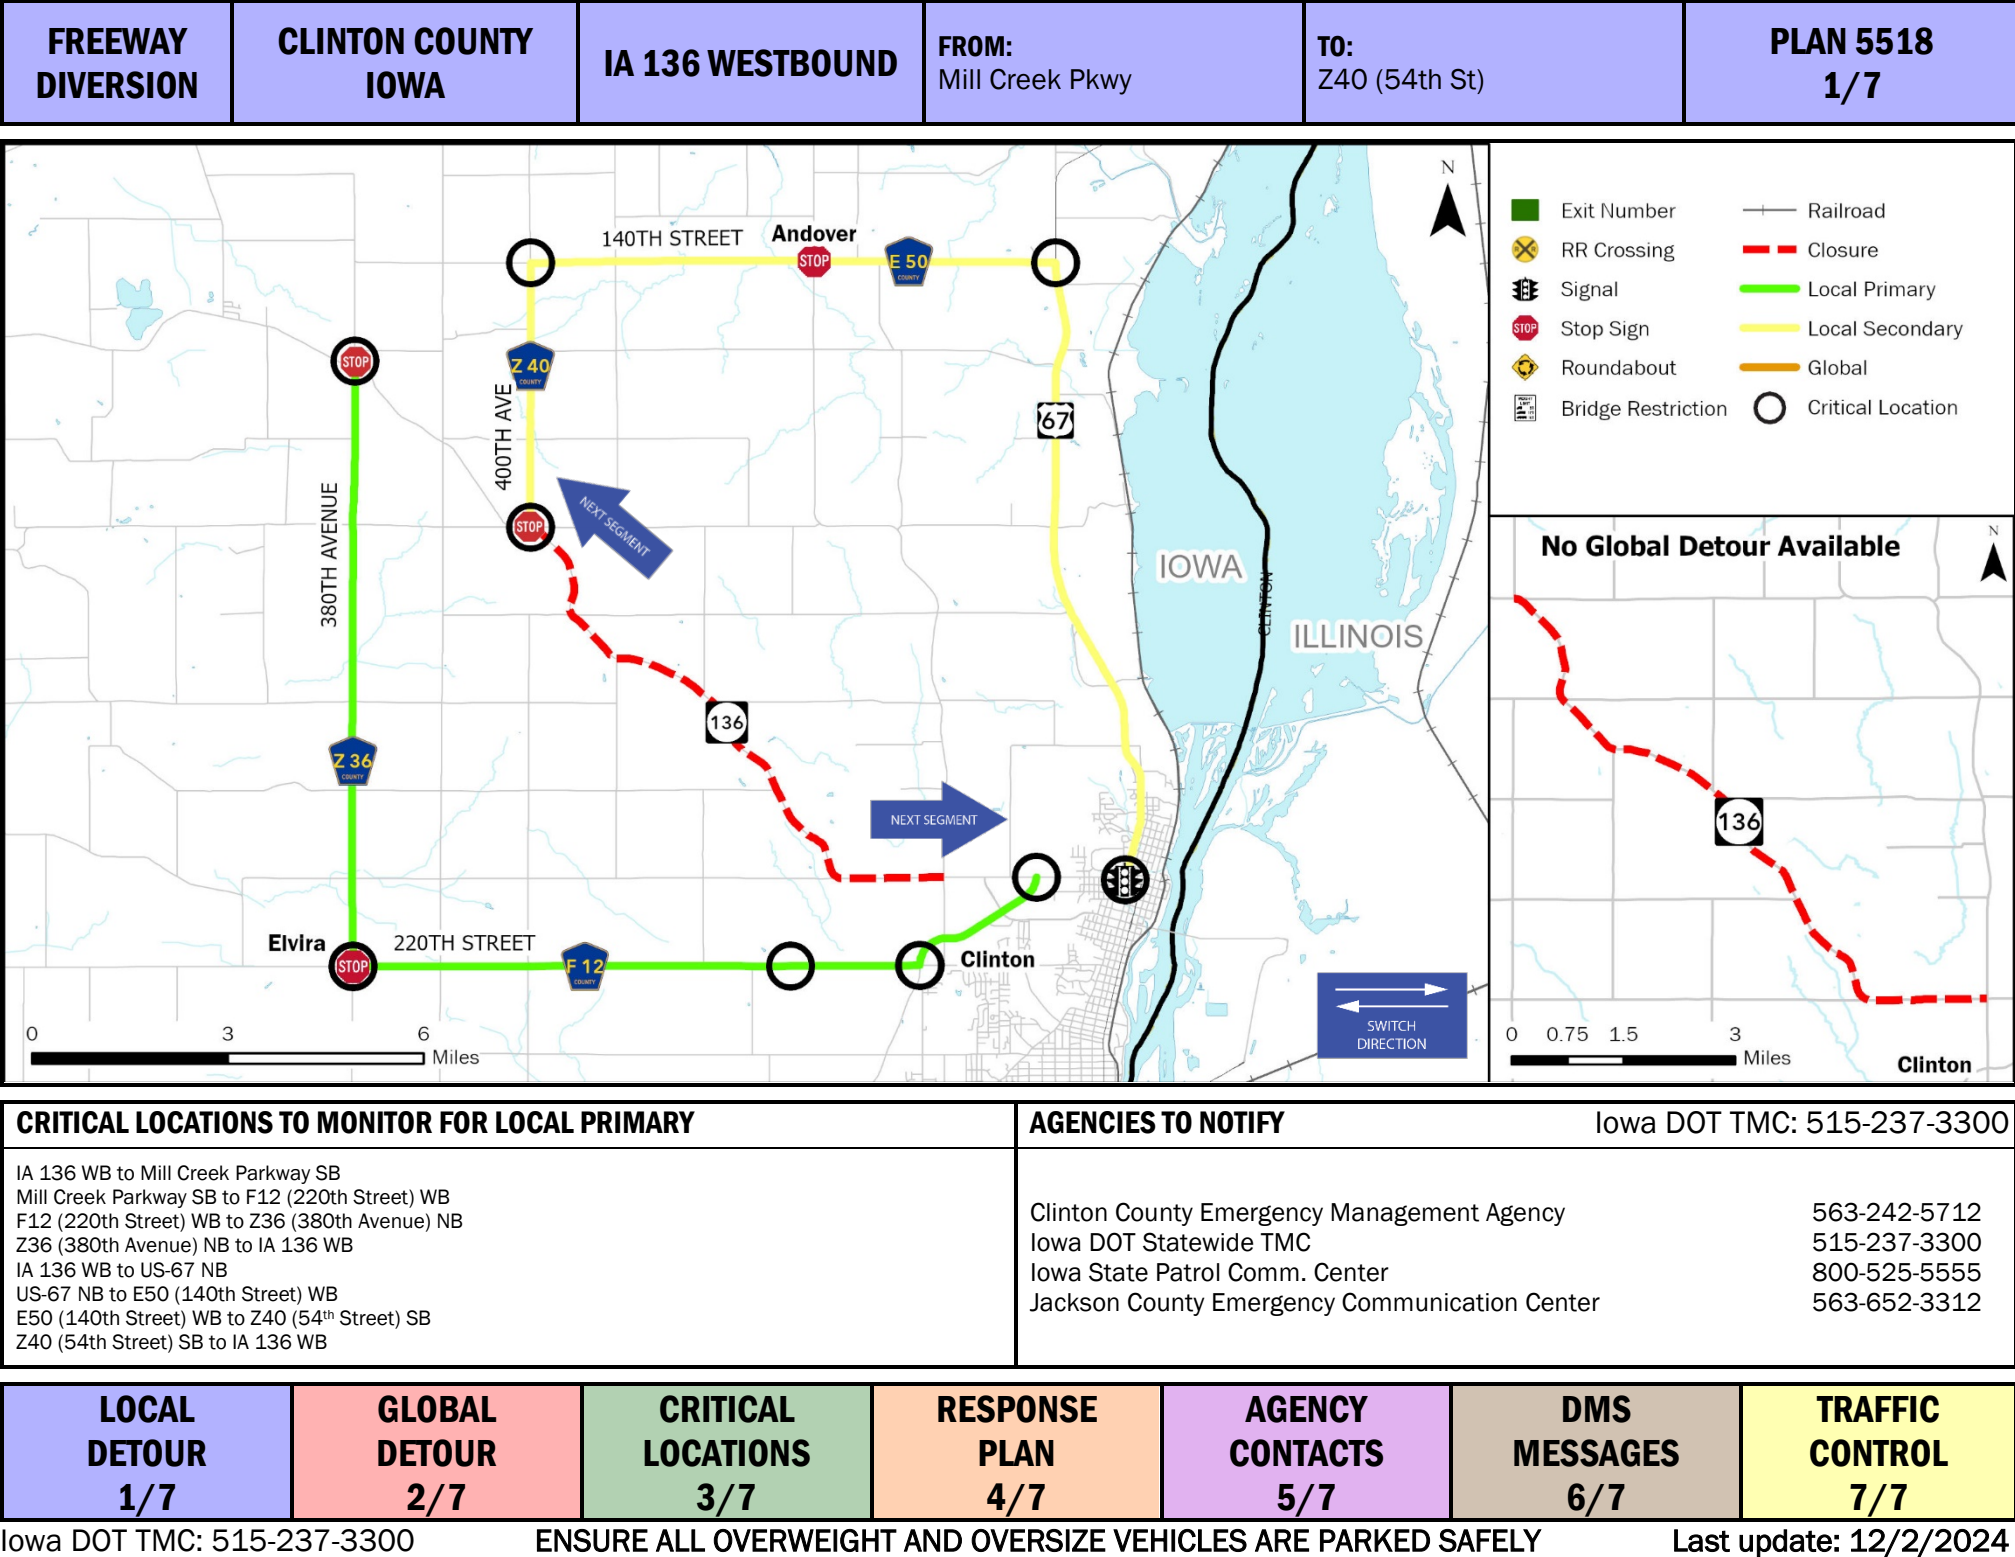 FREEWAY
DIVERSION
CLINTON COUNTY
IOWA
IA 136 WESTBOUND
FROM:
Mill Creek Pkwy
TO:
Z40 (54th St)
PLAN 5518
1/7
140TH STREET
Andover
STOP
E 50
COUNTY
N
STOP
Z 40
COUNTY
400TH AVE
67
380TH AVENUE
STOP
NEXT SEGMENT
IOWA
CLINTON
ILLINOIS
136
Z 36
COUNTY
NEXT SEGMENT
Elvira
STOP
220TH STREET
F 12
COUNTY
Clinton
0 3 6
Miles
SWITCH
DIRECTION
Exit Number
RR Crossing
Signal
STOP
Stop Sign
Roundabout
Bridge Restriction
Railroad
Closure
Local Primary
Local Secondary
Global
Critical Location
No Global Detour Available
N
136
0 0.75 1.5 3
Miles
Clinton
CRITICAL LOCATIONS TO MONITOR FOR LOCAL PRIMARY
IA 136 WB to Mill Creek Parkway SB
Mill Creek Parkway SB to F12 (220th Street) WB
F12 (220th Street) WB to Z36 (380th Avenue) NB
Z36 (380th Avenue) NB to IA 136 WB
IA 136 WB to US-67 NB
US-67 NB to E50 (140th Street) WB
E50 (140th Street) WB to Z40 (54th Street) SB
Z40 (54th Street) SB to IA 136 WB
AGENCIES TO NOTIFY Iowa DOT TMC: 515-237-3300
Clinton County Emergency Management Agency 563-242-5712
Iowa DOT Statewide TMC 515-237-3300
Iowa State Patrol Comm. Center 800-525-5555
Jackson County Emergency Communication Center 563-652-3312
LOCAL
DETOUR
1/7
GLOBAL
DETOUR
2/7
CRITICAL
LOCATIONS
3/7
RESPONSE
PLAN
4/7
AGENCY
CONTACTS
5/7
DMS
MESSAGES
6/7
TRAFFIC
CONTROL
7/7
Iowa DOT TMC: 515-237-3300 ENSURE ALL OVERWEIGHT AND OVERSIZE VEHICLES ARE PARKED SAFELY Last update: 12/2/2024